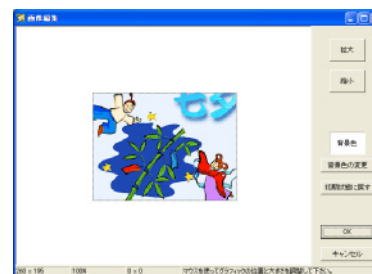 画像編集
拡大
縮小
七夕
背景色
背景色の変更
初期状態に戻す
OK
キャンセル
260 × 195 100% 0 × 0 マウスを使ってグラフィックの位置と大きさを調整して下さい。